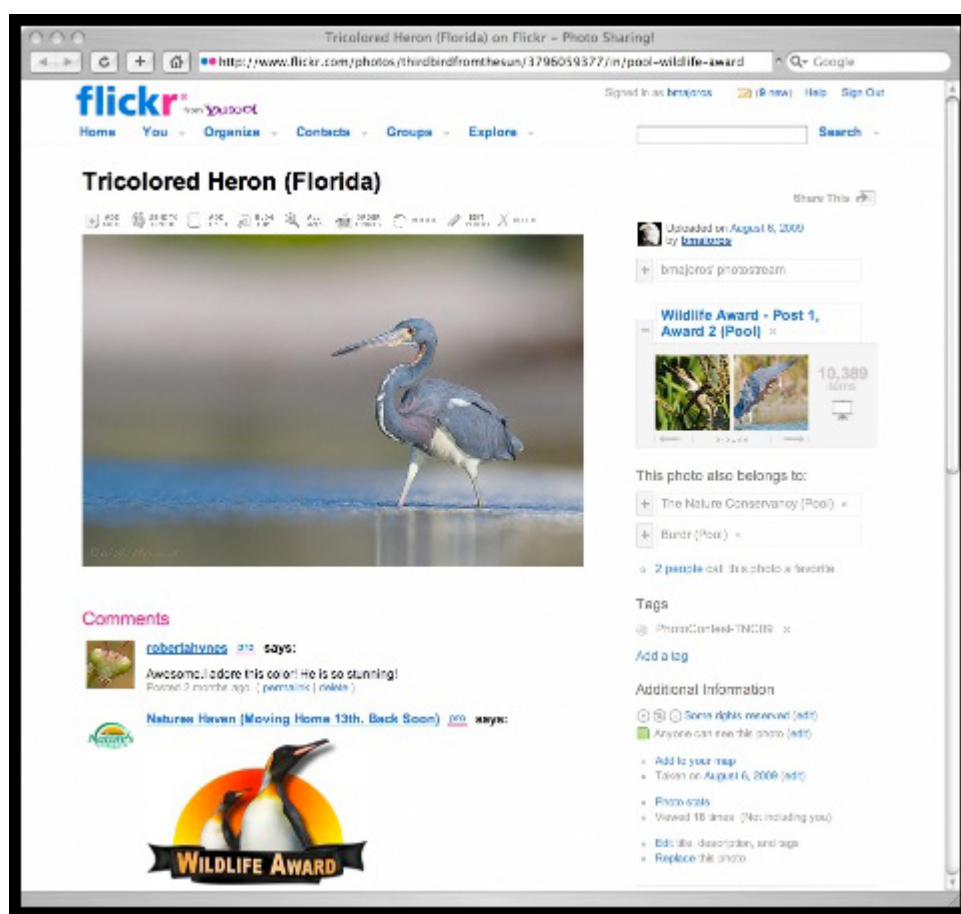 Tricolored Heron (Florida) on Flickr – Photo Sharing!
http://www.flickr.com/photos/thirdbirdfromthesun/3796059377/in/pool-wildlife-award
Google
flickr from YAHOO!
Signed in as bmajoros (9 new) Help Sign Out
Home You Organize Contacts Groups Explore
Search
Tricolored Heron (Florida)
Share This
Uploaded on August 6, 2009
by bmajoros
+ bmajoros' photostream
Wildlife Award - Post 1,
Award 2 (Pool) ×
10,389
items
This photo also belongs to:
+ The Nature Conservancy (Pool) ×
+ Birdr (Pool) ×
2 people call this photo a favorite
Tags
PhotoContest-TNC09 ×
Add a tag
Additional Information
Some rights reserved (edit)
Anyone can see this photo (edit)
Add to your map
Taken on August 6, 2009 (edit)
Photo stats
Viewed 18 times (Not including you)
Edit title, description, and tags
Replace this photo
Comments
robertahynes pro says:
Awesome.I adore this color! He is so stunning!
Posted 2 months ago. ( permalink | delete )
Natures Haven (Moving Home 13th. Back Soon) pro says:
WILDLIFE AWARD